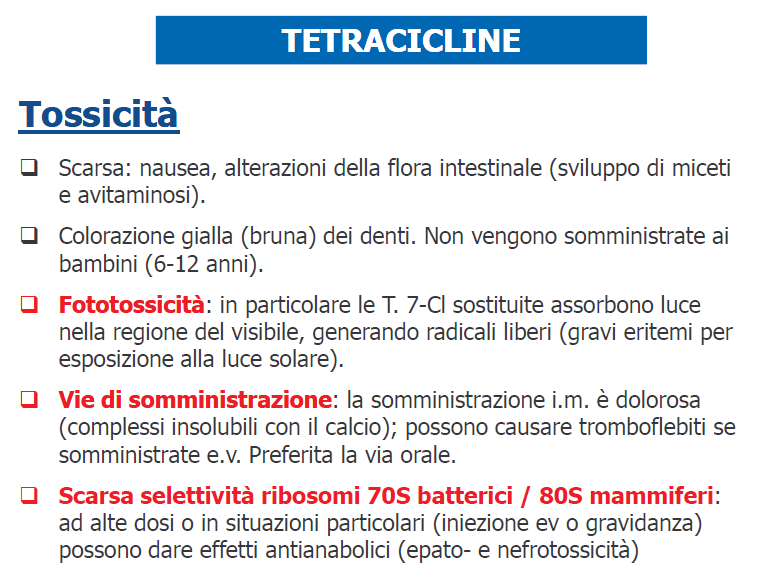 TETRACICLINE
Tossicità
❑ Scarsa: nausea, alterazioni della flora intestinale (sviluppo di miceti
e avitaminosi).
❑ Colorazione gialla (bruna) dei denti. Non vengono somministrate ai
bambini (6-12 anni).
❑ Fototossicità: in particolare le T. 7-Cl sostituite assorbono luce
nella regione del visibile, generando radicali liberi (gravi eritemi per
esposizione alla luce solare).
❑ Vie di somministrazione: la somministrazione i.m. è dolorosa
(complessi insolubili con il calcio); possono causare tromboflebiti se
somministrate e.v. Preferita la via orale.
❑ Scarsa selettività ribosomi 70S batterici / 80S mammiferi:
ad alte dosi o in situazioni particolari (iniezione ev o gravidanza)
possono dare effetti antianabolici (epato- e nefrotossicità)